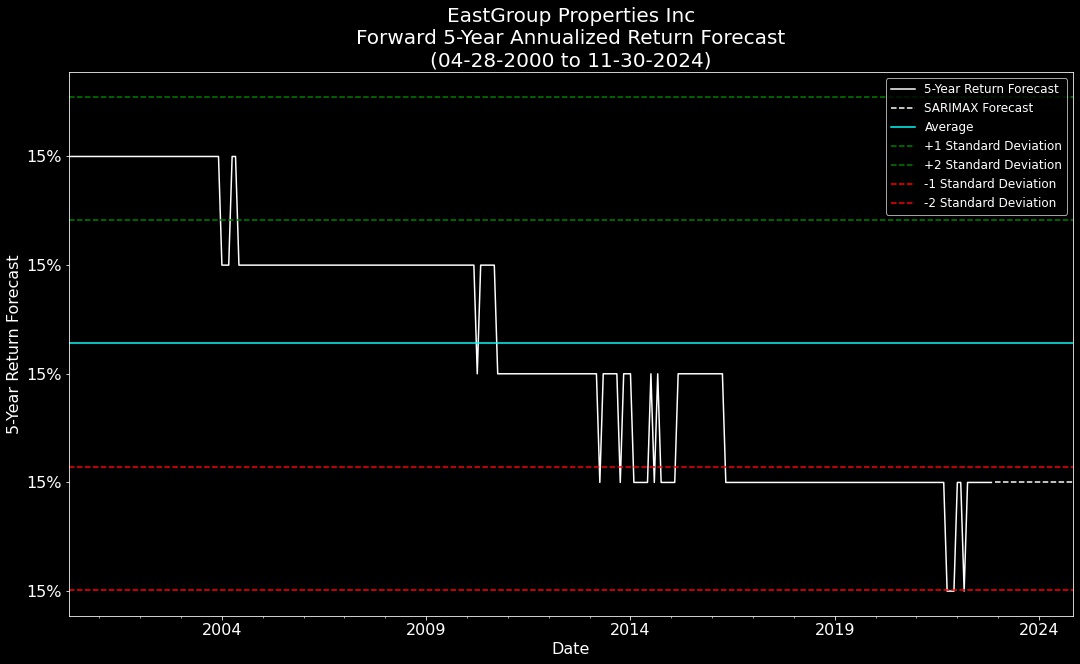 EastGroup Properties Inc
Forward 5-Year Annualized Return Forecast
(04-28-2000 to 11-30-2024)
5-Year Return Forecast
SARIMAX Forecast
Average
+1 Standard Deviation
+2 Standard Deviation
-1 Standard Deviation
-2 Standard Deviation
5-Year Return Forecast
15%
15%
15%
15%
15%
2004
2009
2014
2019
2024
Date